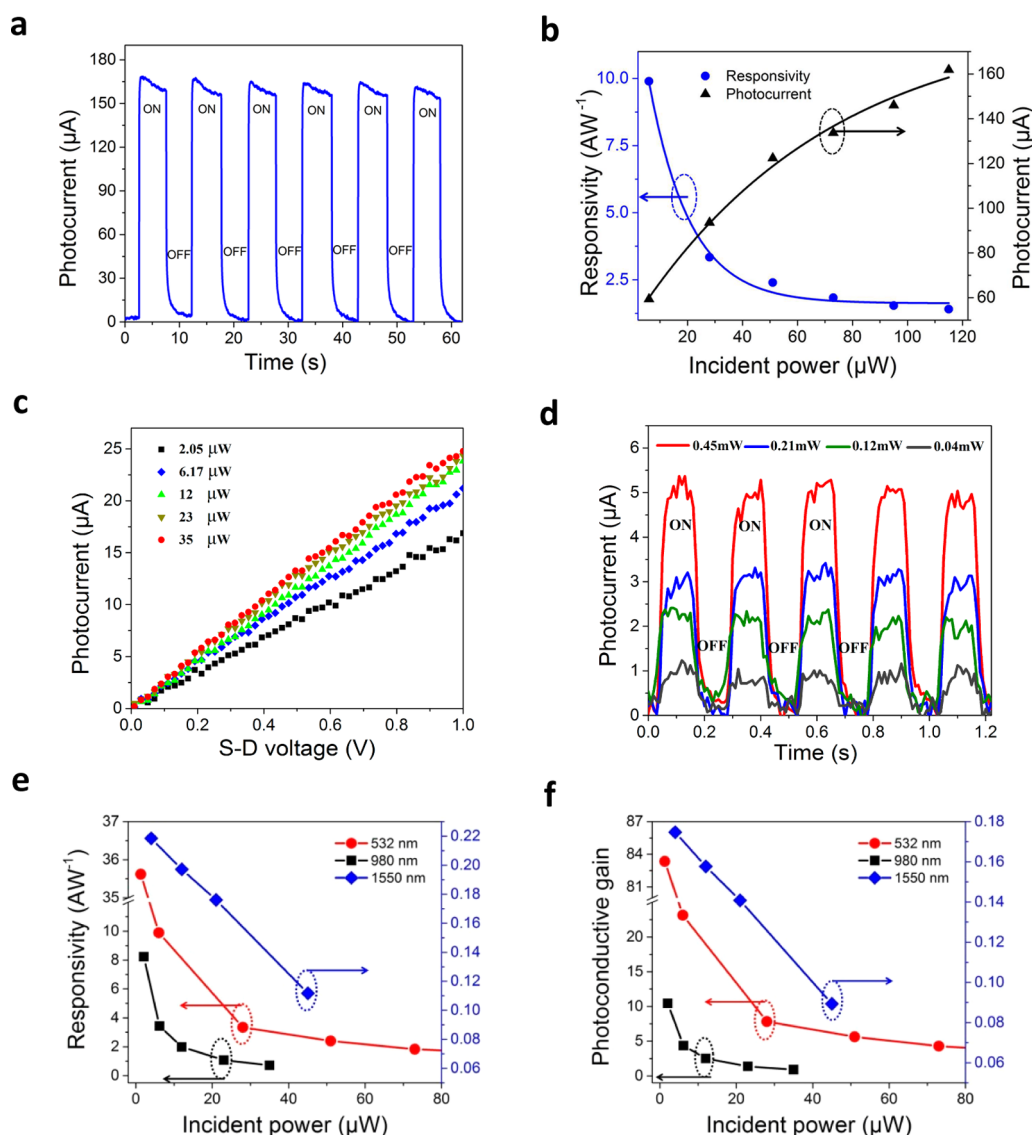 a
Photocurrent (µA)
180
150
120
90
60
30
0
ON ON ON ON ON ON
OFF OFF OFF OFF OFF OFF
0 10 20 30 40 50 60
Time (s)
b
Responsivity (AW⁻¹)
10.0
7.5
5.0
2.5
Responsivity
Photocurrent
160
140
120
100
80
60
Photocurrent (µA)
0 20 40 60 80 100 120
Incident power (µW)
c
Photocurrent (µA)
25
20
15
10
5
0
2.05 µW
6.17 µW
12 µW
23 µW
35 µW
0.0 0.2 0.4 0.6 0.8 1.0
S-D voltage (V)
d
Photocurrent (µA)
6
5
4
3
2
1
0
0.45mW 0.21mW 0.12mW 0.04mW
ON ON ON
OFF OFF OFF
0.0 0.2 0.4 0.6 0.8 1.0 1.2
Time (s)
e
Responsivity (AW⁻¹)
37
36
35
10
8
6
4
2
0
532 nm
980 nm
1550 nm
0.22
0.20
0.18
0.16
0.14
0.12
0.10
0.08
0.07
0.06
0 20 40 60 80
Incident power (µW)
f
Photoconductive gain
87
84
81
25
20
15
10
5
0
532 nm
980 nm
1550 nm
0.18
0.16
0.14
0.12
0.10
0.08
0.06
0 20 40 60 80
Incident power (µW)